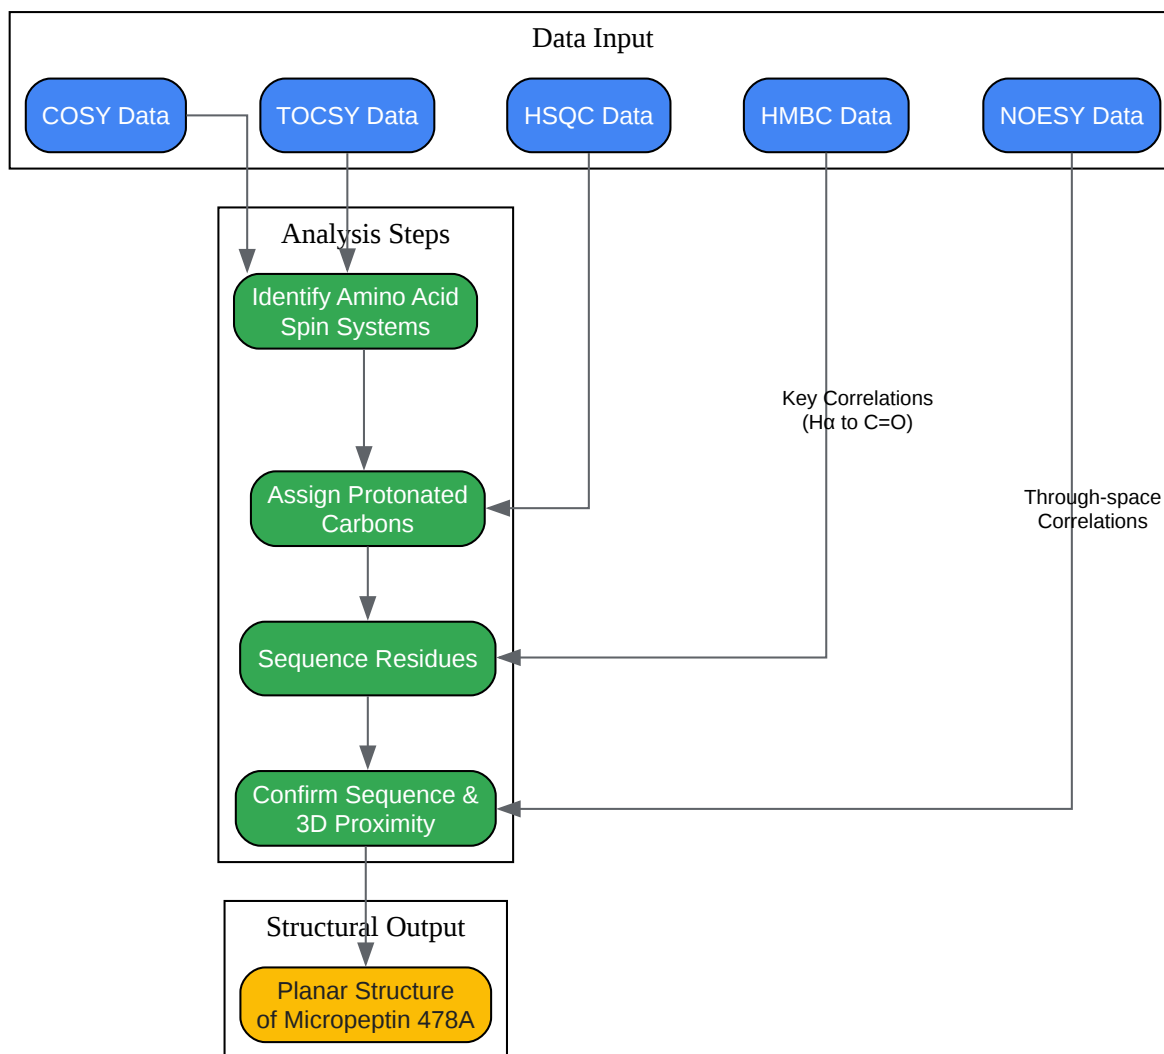 Data Input
COSY Data
TOCSY Data
HSQC Data
HMBC Data
NOESY Data
Analysis Steps
Identify Amino Acid
Spin Systems
Key Correlations
(Hα to C=O)
Assign Protonated
Carbons
Through-space
Correlations
Sequence Residues
Confirm Sequence &
3D Proximity
Structural Output
Planar Structure
of Micropeptin 478A